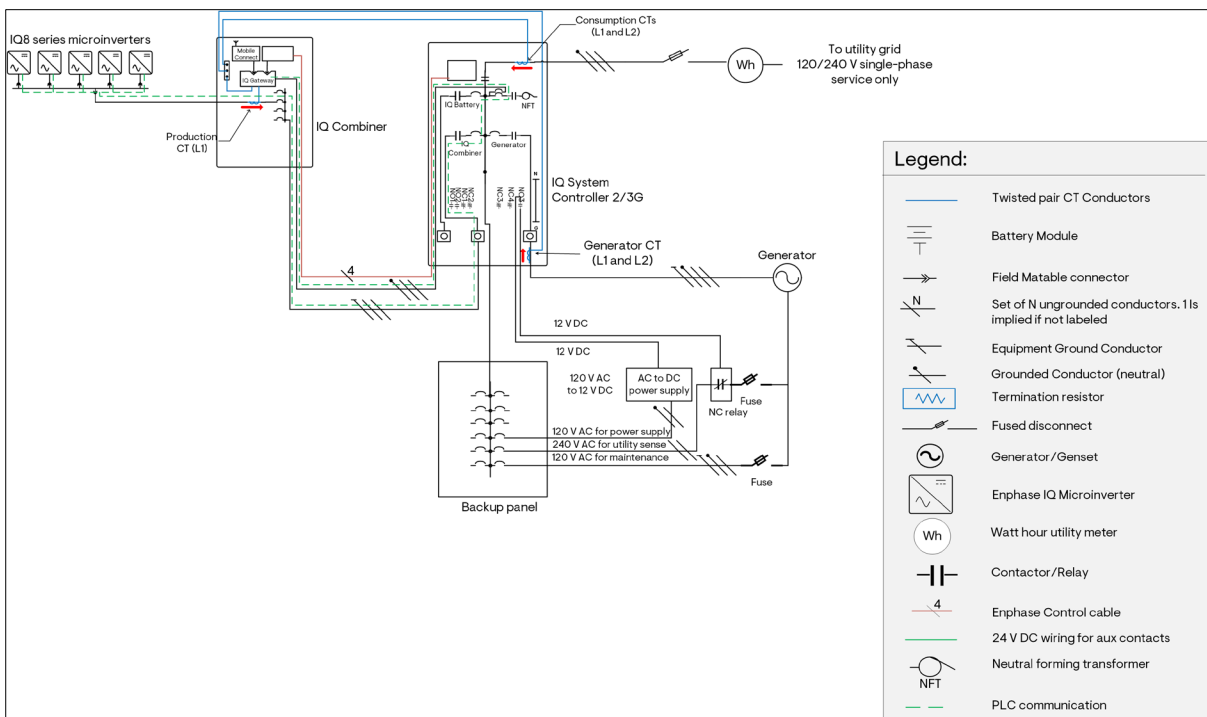 IQ8 series microinverters
Mobile
Connect
IQ Gateway
Production
CT (L1)
IQ Combiner
Consumption CTs
(L1 and L2)
Wh
To utility grid
120/240 V single-phase
service only
IQ Battery
NFT
IQ
Combiner
Generator
N
G
NO1
NO2
NC1
NC2
NC3
NC4
NO3
IQ System
Controller 2/3G
Generator CT
(L1 and L2)
Generator
4
12 V DC
12 V DC
120 V AC
to 12 V DC
AC to DC
power supply
NC relay
Fuse
120 V AC for power supply
240 V AC for utility sense
120 V AC for maintenance
Fuse
Backup panel
Legend:
Twisted pair CT Conductors
Battery Module
Field Matable connector
N
Set of N ungrounded conductors. 1 Is
implied if not labeled
Equipment Ground Conductor
Grounded Conductor (neutral)
Termination resistor
Fused disconnect
Generator/Genset
Enphase IQ Microinverter
Wh
Watt hour utility meter
Contactor/Relay
4
Enphase Control cable
24 V DC wiring for aux contacts
Neutral forming transformer
NFT
PLC communication